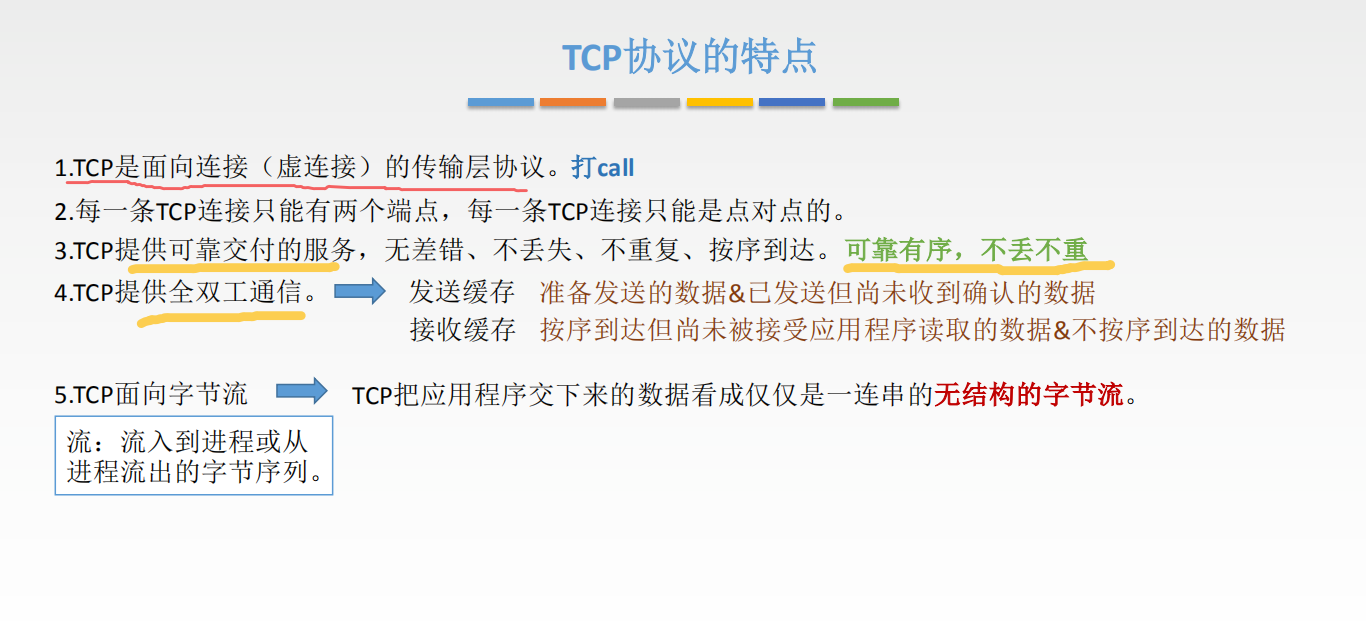 TCP协议的特点
1.TCP是面向连接（虚连接）的传输层协议。打call
2.每一条TCP连接只能有两个端点，每一条TCP连接只能是点对点的。
3.TCP提供可靠交付的服务，无差错、不丢失、不重复、按序到达。可靠有序，不丢不重
4.TCP提供全双工通信。 发送缓存 准备发送的数据&已发送但尚未收到确认的数据
接收缓存 按序到达但尚未被接受应用程序读取的数据&不按序到达的数据
5.TCP面向字节流 TCP把应用程序交下来的数据看成仅仅是一连串的无结构的字节流。
流：流入到进程或从
进程流出的字节序列。